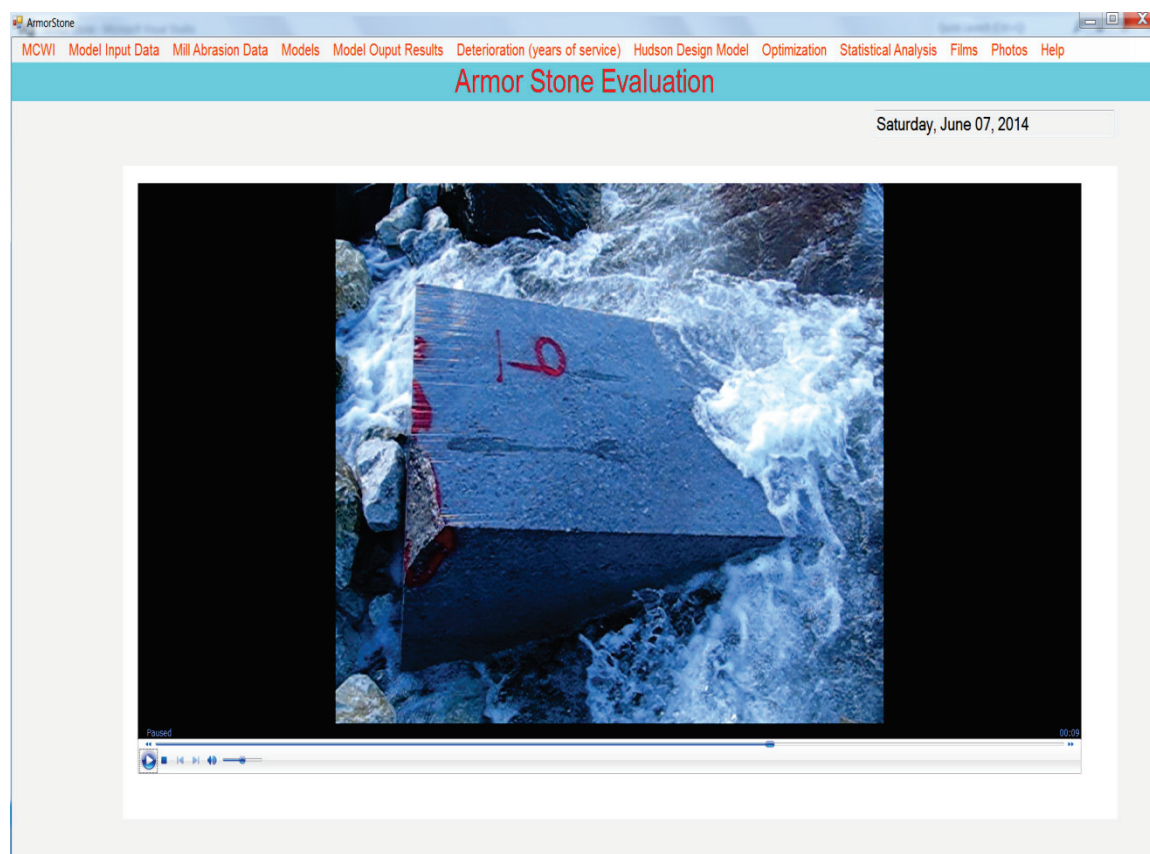 ArmorStone
MCWI Model Input Data Mill Abrasion Data Models Model Ouput Results Deterioration (years of service) Hudson Design Model Optimization Statistical Analysis Films Photos Help
Armor Stone Evaluation
Saturday, June 07, 2014
Paused 00:09